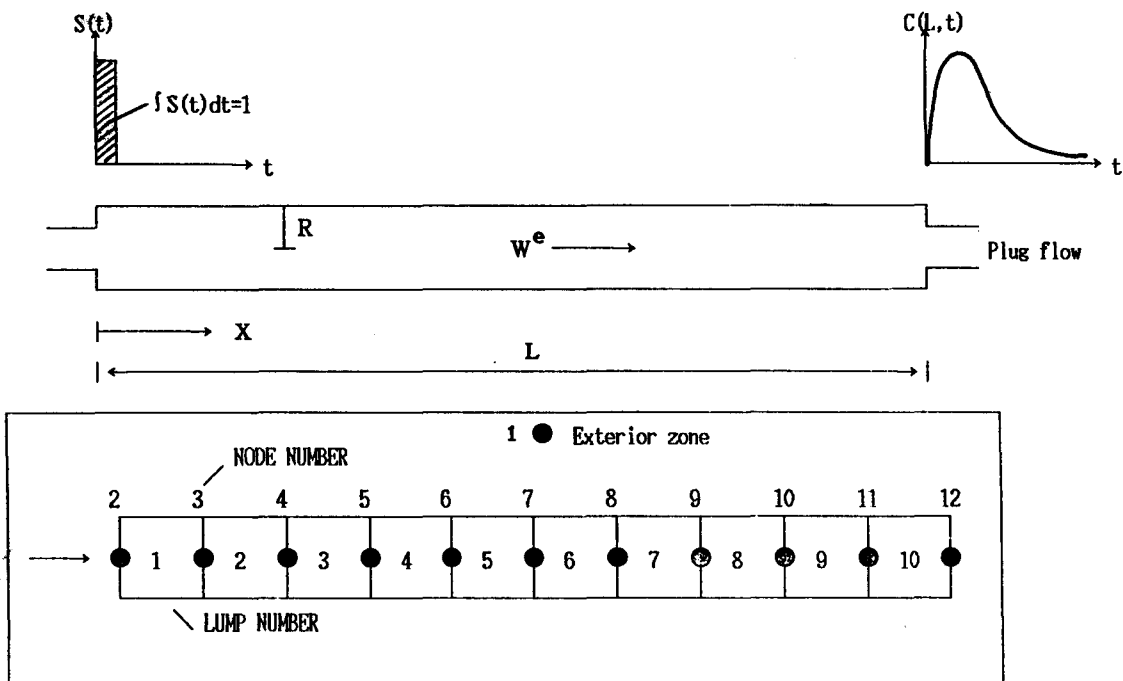 S(t)
C(L,t)
∫S(t)dt=1
t
t
R
W^e
Plug flow
X
L
1 Exterior zone
NODE NUMBER
2 3 4 5 6 7 8 9 10 11 12
1 2 3 4 5 6 7 8 9 10
LUMP NUMBER